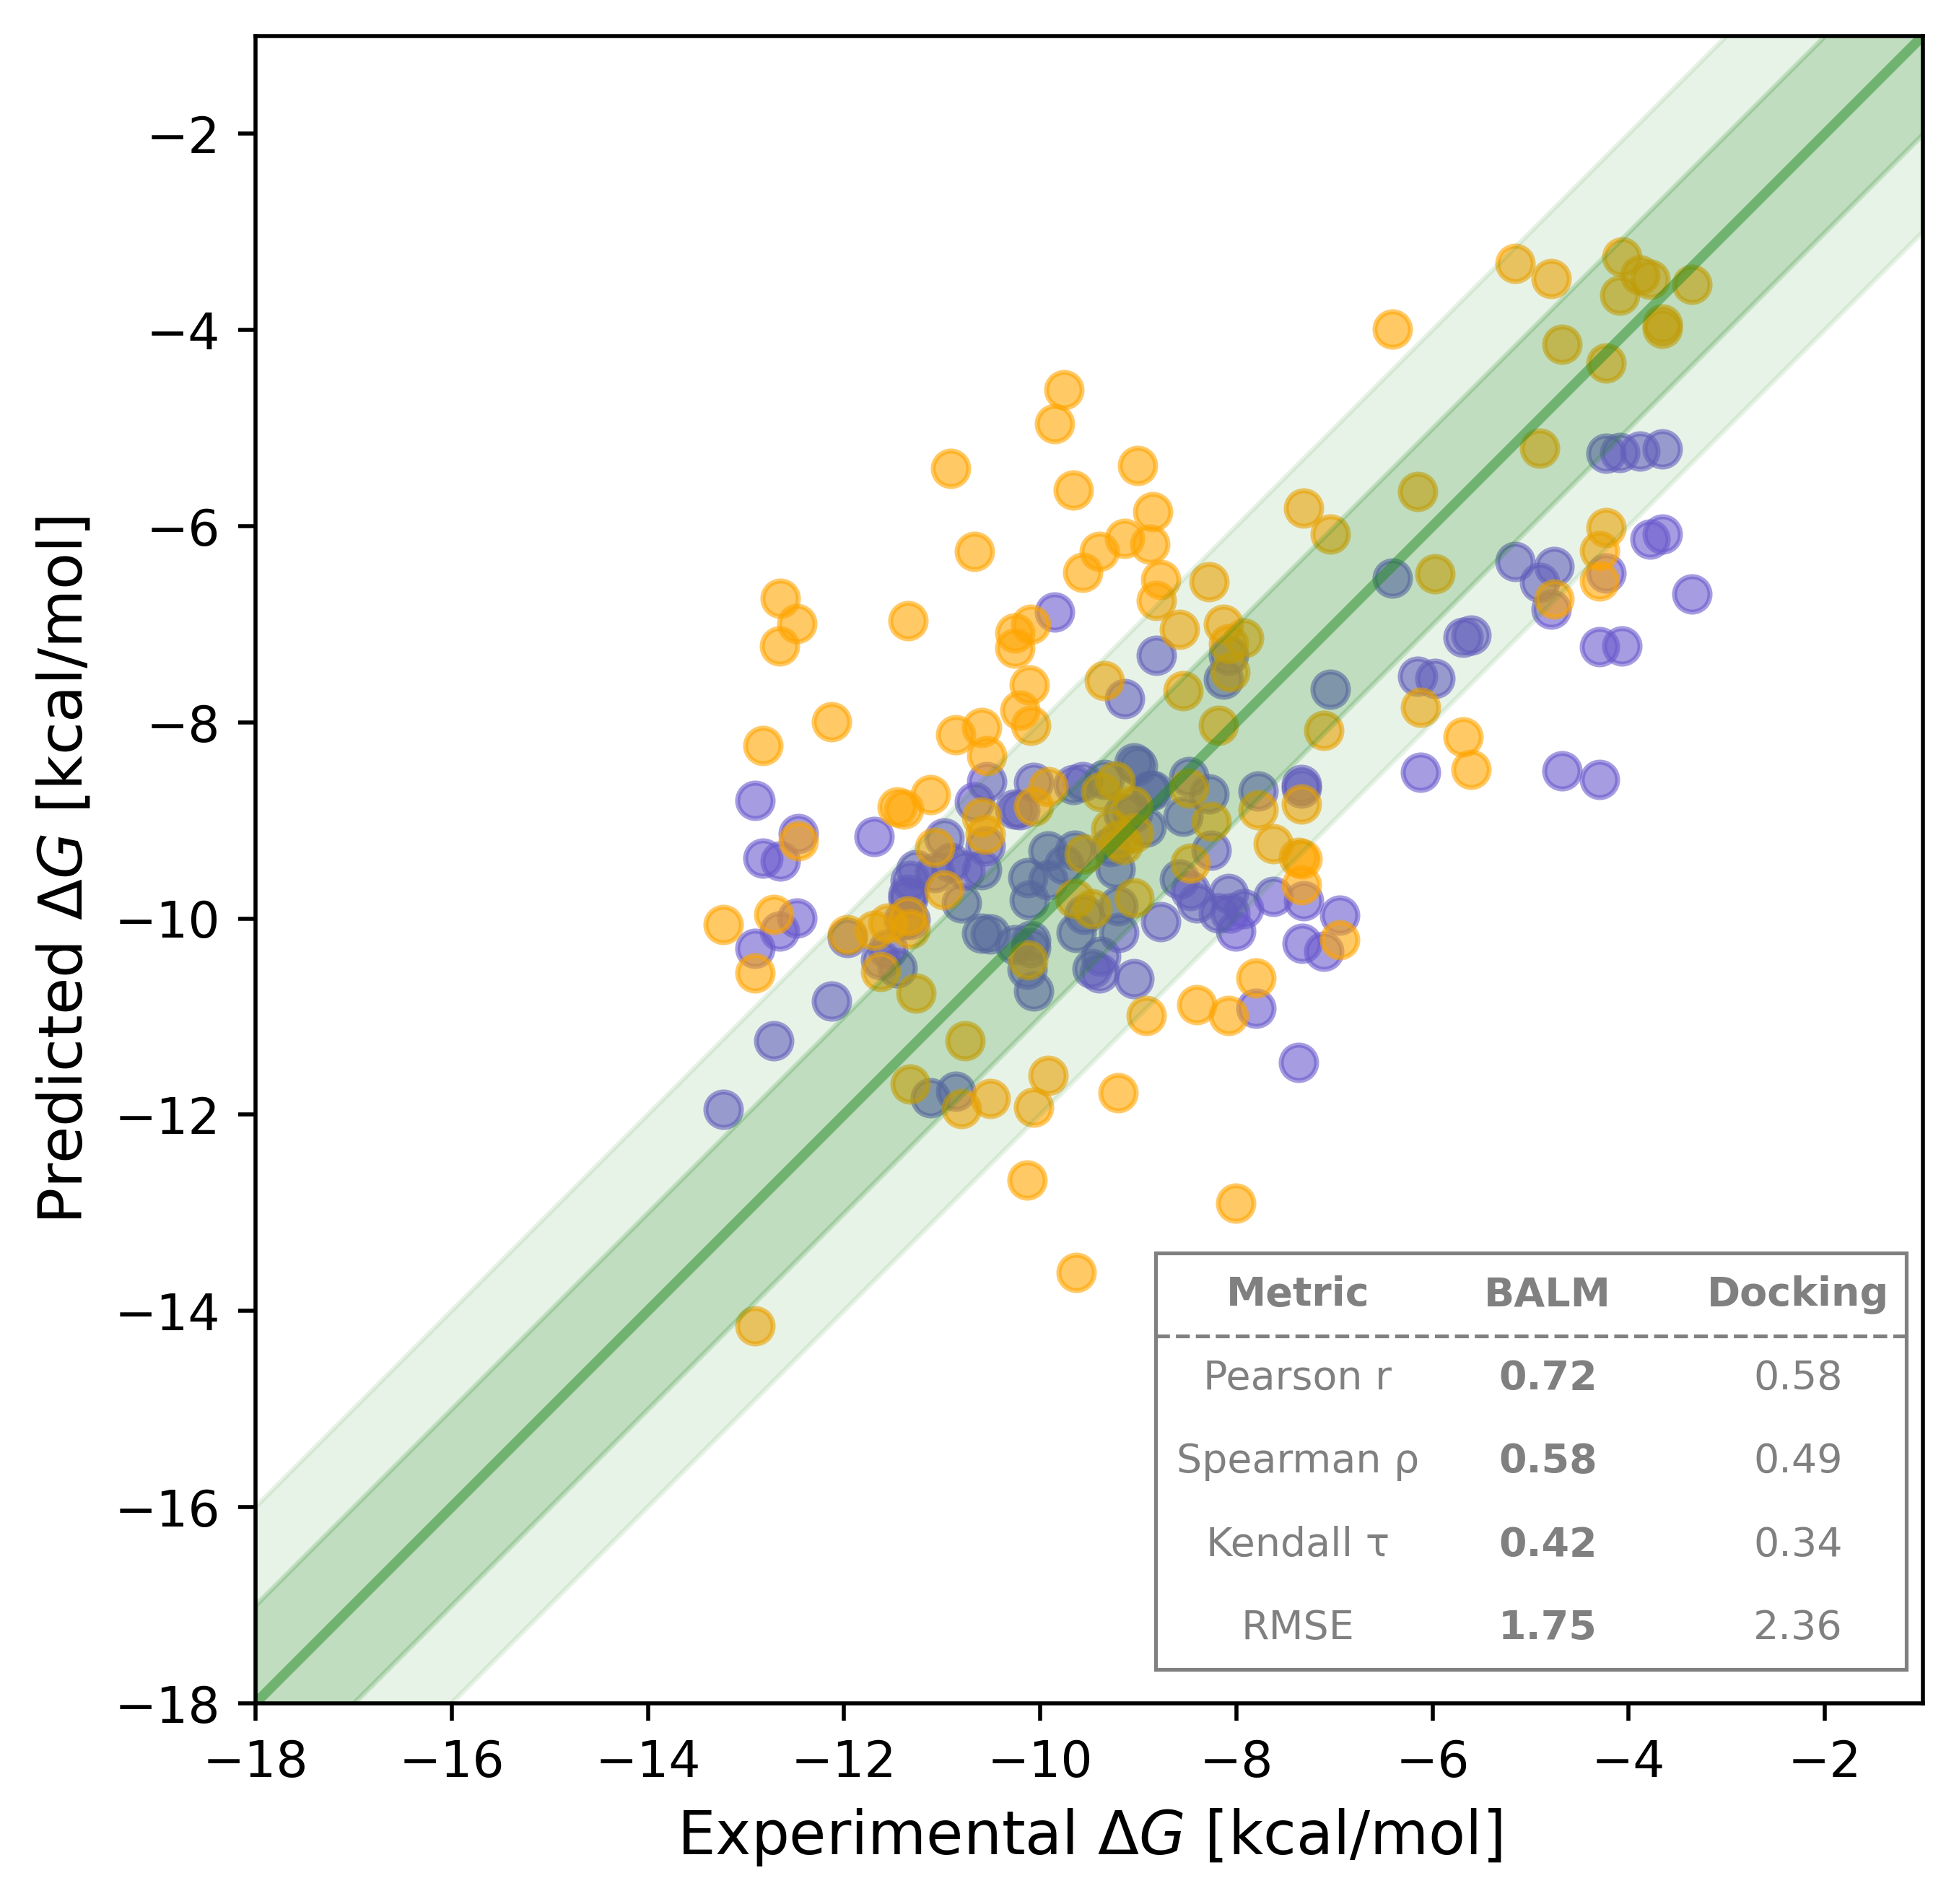 Predicted ΔG [kcal/mol]
−2
−4
−6
−8
−10
−12
−14
−16
−18
Metric BALM Docking
Pearson r 0.72 0.58
Spearman ρ 0.58 0.49
Kendall τ 0.42 0.34
RMSE 1.75 2.36
−18 −16 −14 −12 −10 −8 −6 −4 −2
Experimental ΔG [kcal/mol]